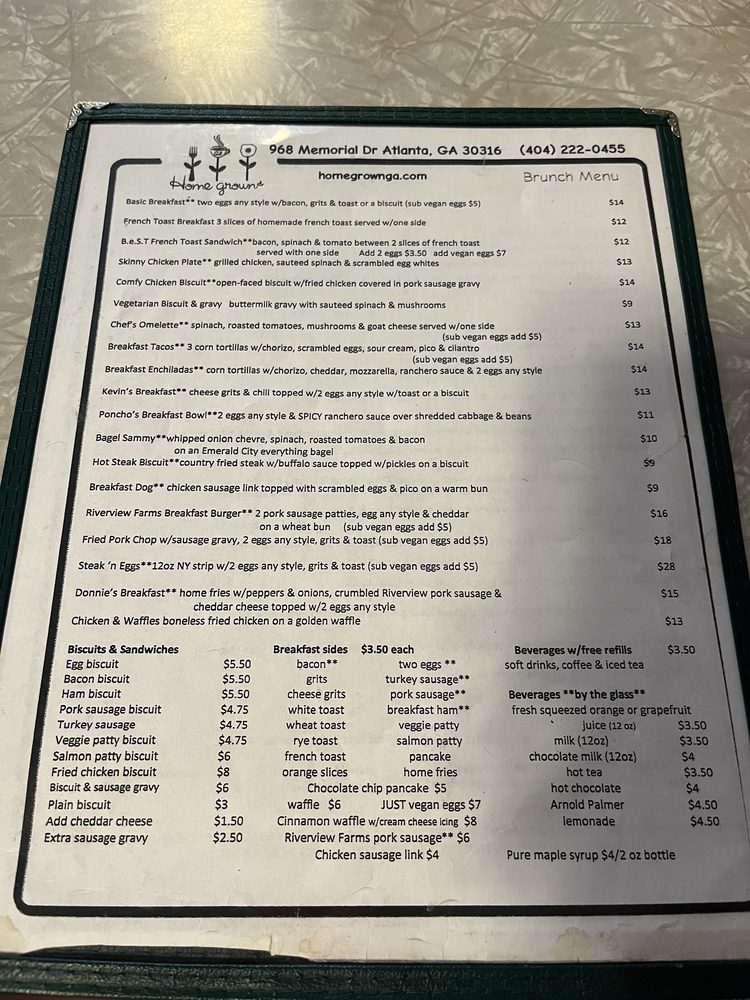 968 Memorial Dr Atlanta, GA 30316 (404) 222-0455
Home grown
homegrownga.com
Brunch Menu
Basic Breakfast** two eggs any style w/bacon, grits & toast or a biscuit (sub vegan eggs $5) $14
French Toast Breakfast 3 slices of homemade french toast served w/one side $12
B.e.S.T French Toast Sandwich**bacon, spinach & tomato between 2 slices of french toast $12
served with one side Add 2 eggs $3.50 add vegan eggs $7
Skinny Chicken Plate** grilled chicken, sauteed spinach & scrambled egg whites $13
Comfy Chicken Biscuit**open-faced biscuit w/fried chicken covered in pork sausage gravy $14
Vegetarian Biscuit & gravy buttermilk gravy with sauteed spinach & mushrooms $9
Chef's Omelette** spinach, roasted tomatoes, mushrooms & goat cheese served w/one side $13
(sub vegan eggs add $5)
Breakfast Tacos** 3 corn tortillas w/chorizo, scrambled eggs, sour cream, pico & cilantro $14
(sub vegan eggs add $5)
Breakfast Enchiladas** corn tortillas w/chorizo, cheddar, mozzarella, ranchero sauce & 2 eggs any style $14
Kevin's Breakfast** cheese grits & chili topped w/2 eggs any style w/toast or a biscuit $13
Poncho's Breakfast Bowl**2 eggs any style & SPICY ranchero sauce over shredded cabbage & beans $11
Bagel Sammy**whipped onion chevre, spinach, roasted tomatoes & bacon $10
on an Emerald City everything bagel
Hot Steak Biscuit**country fried steak w/buffalo sauce topped w/pickles on a biscuit $9
Breakfast Dog** chicken sausage link topped with scrambled eggs & pico on a warm bun $9
Riverview Farms Breakfast Burger** 2 pork sausage patties, egg any style & cheddar $16
on a wheat bun (sub vegan eggs add $5)
Fried Pork Chop w/sausage gravy, 2 eggs any style, grits & toast (sub vegan eggs add $5) $18
Steak 'n Eggs**12oz NY strip w/2 eggs any style, grits & toast (sub vegan eggs add $5) $28
Donnie's Breakfast** home fries w/peppers & onions, crumbled Riverview pork sausage & $15
cheddar cheese topped w/2 eggs any style
Chicken & Waffles boneless fried chicken on a golden waffle $13
Biscuits & Sandwiches
Egg biscuit $5.50
Bacon biscuit $5.50
Ham biscuit $5.50
Pork sausage biscuit $4.75
Turkey sausage $4.75
Veggie patty biscuit $4.75
Salmon patty biscuit $6
Fried chicken biscuit $8
Biscuit & sausage gravy $6
Plain biscuit $3
Add cheddar cheese $1.50
Extra sausage gravy $2.50
Breakfast sides $3.50 each
bacon** two eggs **
grits turkey sausage**
cheese grits pork sausage**
white toast breakfast ham**
wheat toast veggie patty
rye toast salmon patty
french toast pancake
orange slices home fries
Chocolate chip pancake $5
waffle $6 JUST vegan eggs $7
Cinnamon waffle w/cream cheese icing $8
Riverview Farms pork sausage** $6
Chicken sausage link $4
Beverages w/free refills $3.50
soft drinks, coffee & iced tea
Beverages **by the glass**
fresh squeezed orange or grapefruit
juice (12 oz) $3.50
milk (12oz) $3.50
chocolate milk (12oz) $4
hot tea $3.50
hot chocolate $4
Arnold Palmer $4.50
lemonade $4.50
Pure maple syrup $4/2 oz bottle